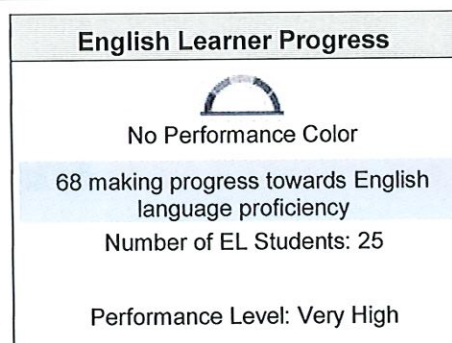 English Learner Progress
No Performance Color
68 making progress towards English
language proficiency
Number of EL Students: 25
Performance Level: Very High